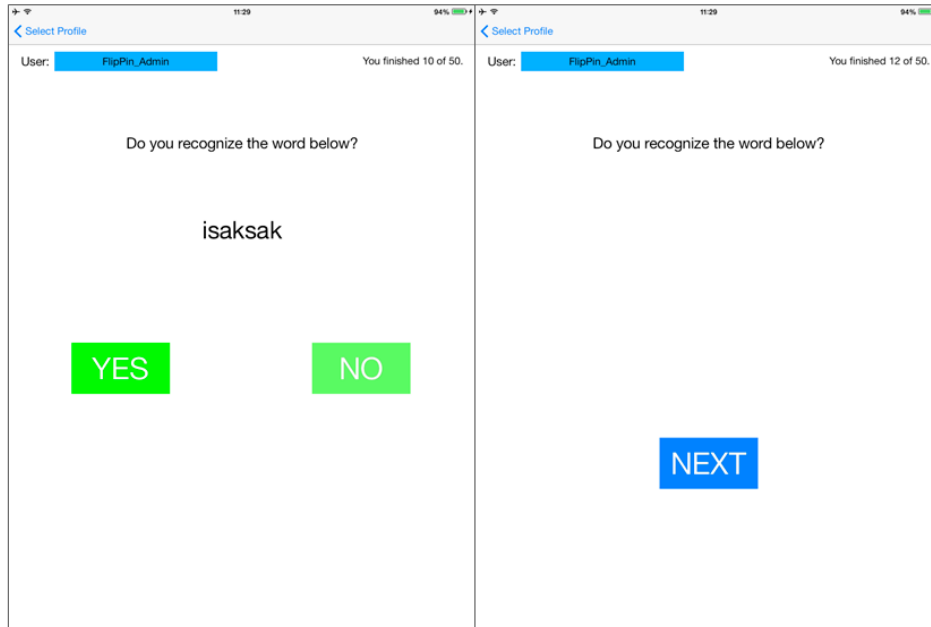 11:29
94%
Select Profile
User: FlipPin_Admin
You finished 10 of 50.
Do you recognize the word below?
isaksak
YES
NO
11:29
94%
Select Profile
User: FlipPin_Admin
You finished 12 of 50.
Do you recognize the word below?
NEXT